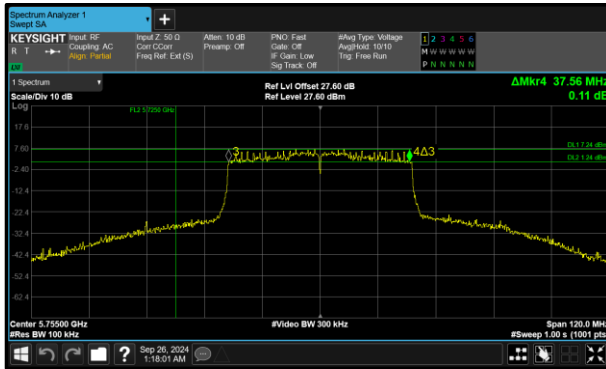 Spectrum Analyzer 1
Swept SA
KEYSIGHT
R T
Input: RF
Coupling: AC
Align: Partial
Input Z: 50 Ω
Corr CCorr
Freq Ref: Ext (S)
Atten: 10 dB
Preamp: Off
PNO: Fast
Gate: Off
IF Gain: Low
Sig Track: Off
#Avg Type: Voltage
Avg|Hold: 10/10
Trig: Free Run
1 2 3 4 5 6
M W W W W W
P N N N N N
1 Spectrum
Scale/Div 10 dB
Ref Lvl Offset 27.60 dB
Ref Level 27.60 dBm
ΔMkr4 37.56 MHz
0.11 dB
Log
FL2 5.7250 GHz
17.6
7.60
DL1 7.24 dBm
3
4Δ3
DL2 1.24 dBm
-2.40
-12.4
-22.4
-32.4
-42.4
-52.4
-62.4
Center 5.75500 GHz
#Video BW 300 kHz
Span 120.0 MHz
#Res BW 100 kHz
#Sweep 1.00 s (1001 pts)
?
Sep 26, 2024
1:18:01 AM